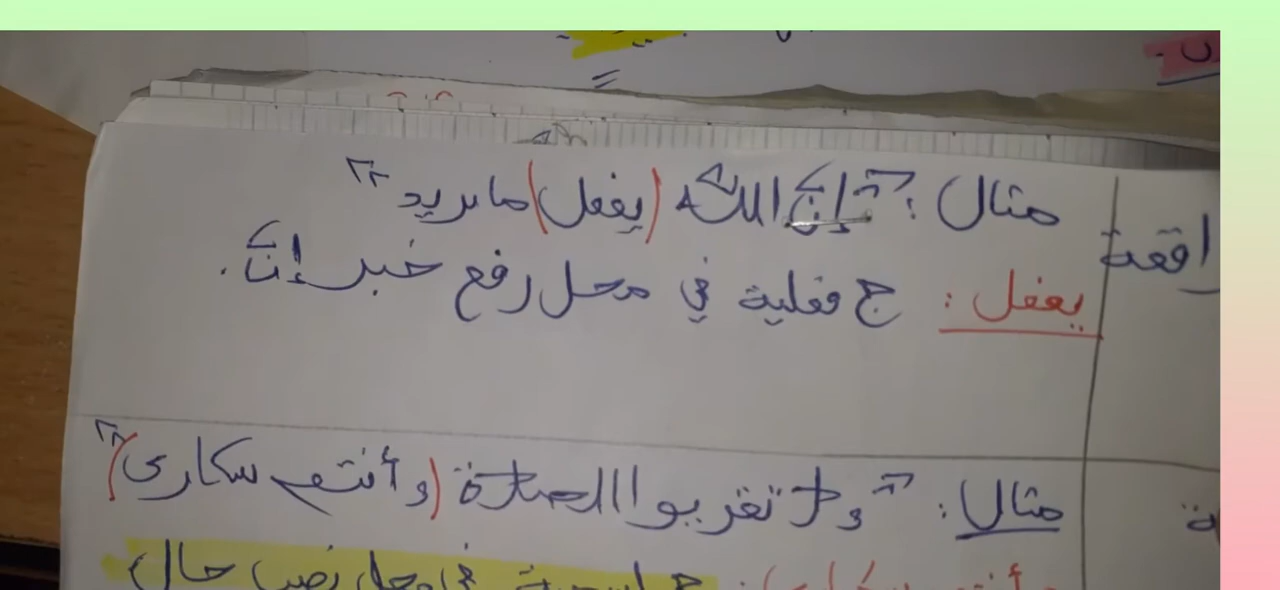 مثال: "إنَّ الله (يفعل) ما يريد"
اقعة
يفعل: ج فعلية في محل رفع خبر إنَّ.
مثال: "ولا تقربوا الصلاة (وأنتم سكارى)"
ج اسمية في محل نصب حال